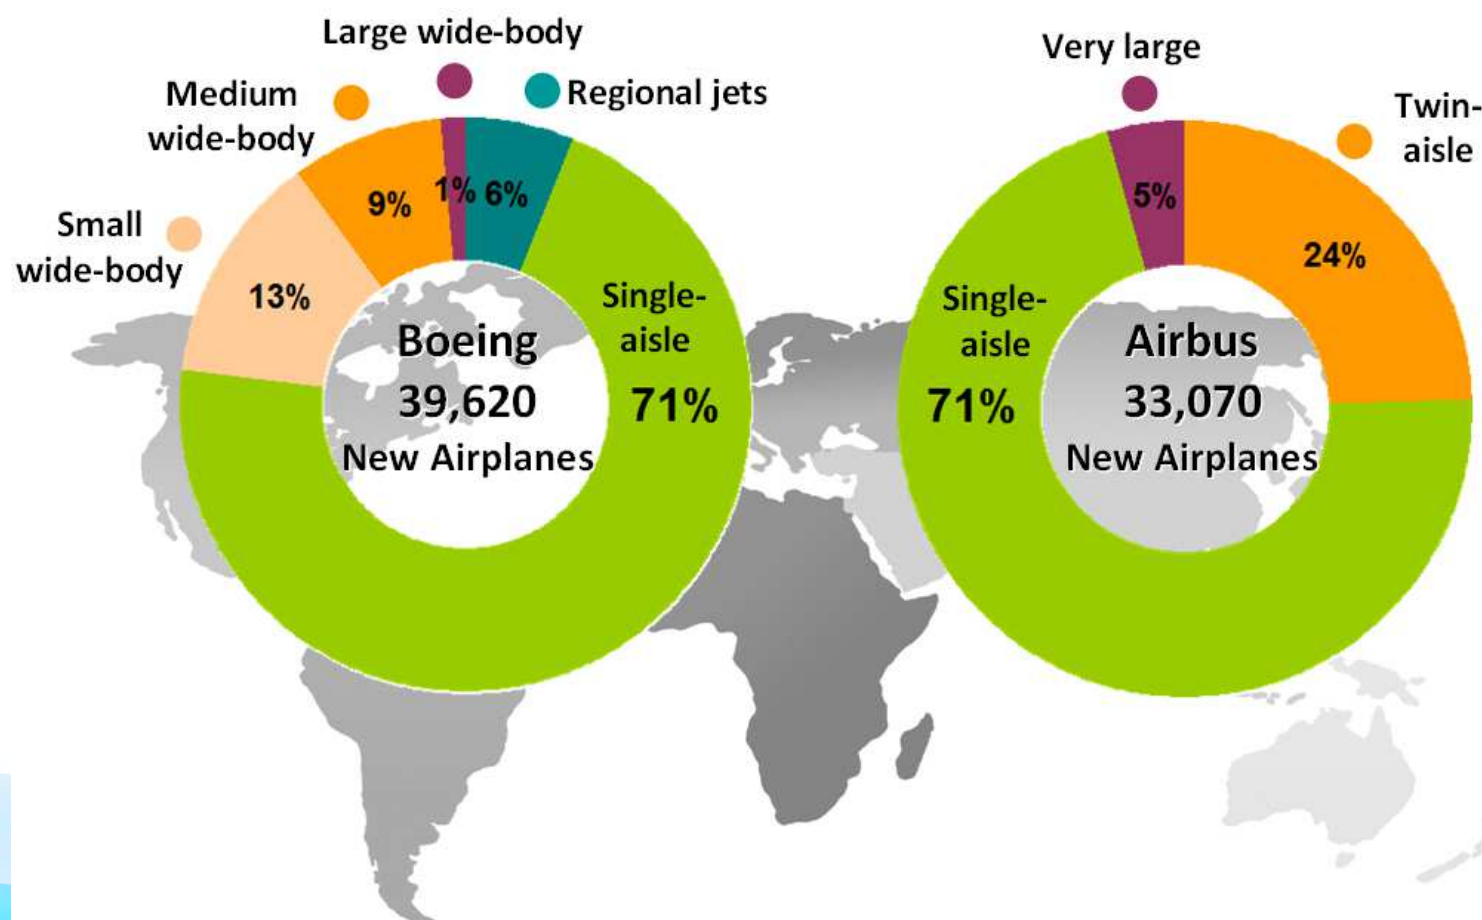 Large wide-body
Medium
wide-body
Regional jets
Small
wide-body
9%
1%
6%
13%
Single-
aisle
71%
Boeing
39,620
New Airplanes
Very large
Twin-
aisle
5%
24%
Single-
aisle
71%
Airbus
33,070
New Airplanes